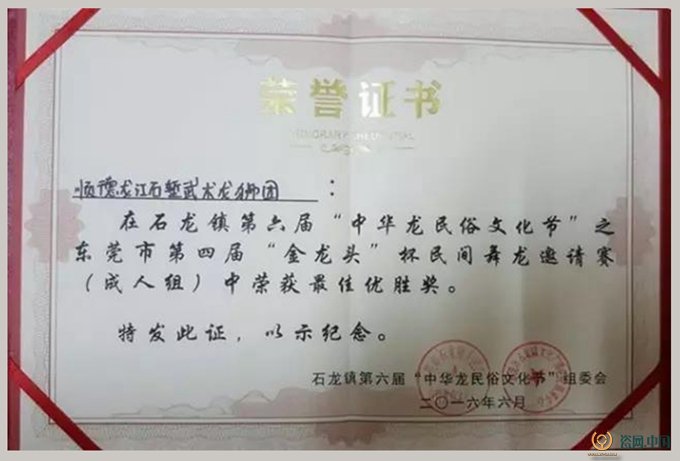 荣誉证书
顺德龙江石龙武术龙狮团：
在石龙镇第六届“中华龙民俗文化节”之
东莞市第四届“金龙头”杯民间舞龙邀请赛
（成人组）中荣获最佳优胜奖。
特发此证，以示纪念。
石龙镇第六届“中华龙民俗文化节”组委会
二〇一六年六月